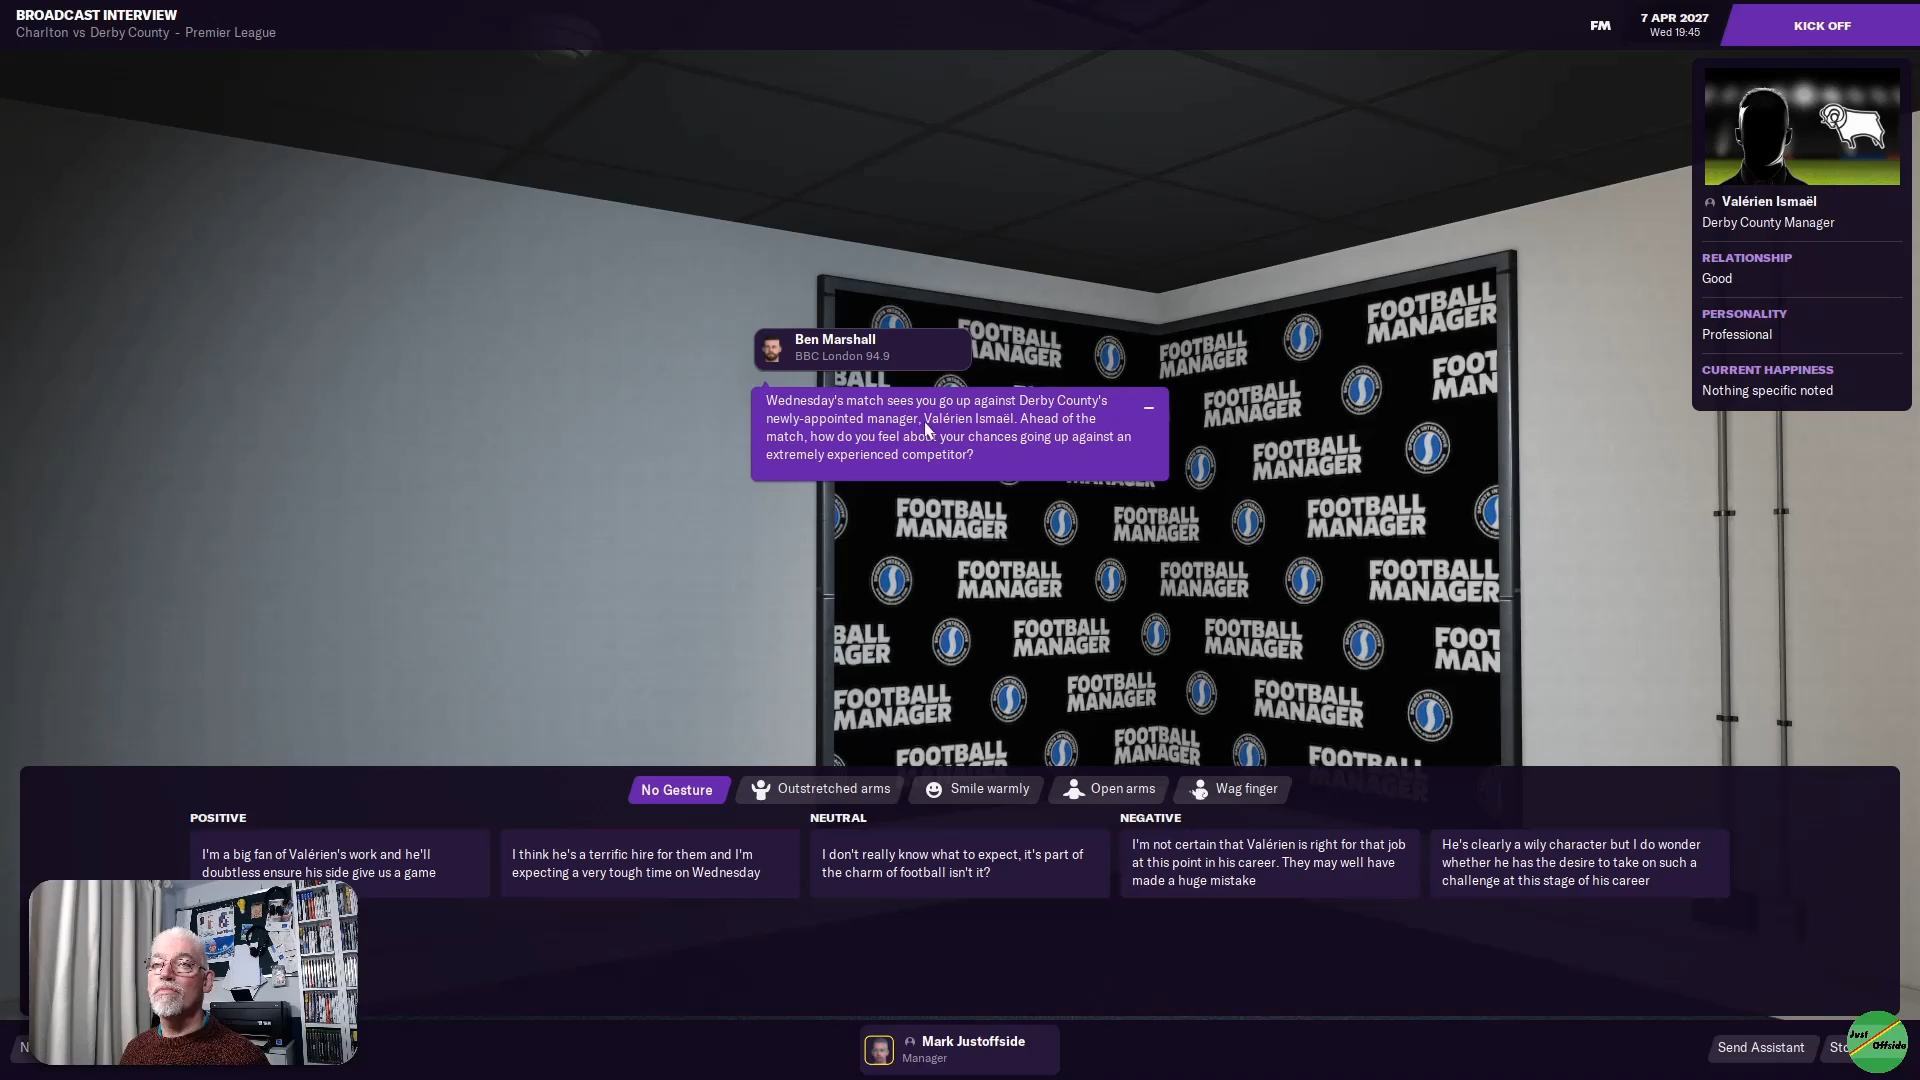 BROADCAST INTERVIEW
Charlton vs Derby County - Premier League
FM
7 APR 2027
Wed 19:45
KICK OFF
Valérien Ismaël
Derby County Manager
RELATIONSHIP
Good
PERSONALITY
Professional
CURRENT HAPPINESS
Nothing specific noted
Ben Marshall
BBC London 94.9
Wednesday's match sees you go up against Derby County's
newly-appointed manager, Valérien Ismaël. Ahead of the
match, how do you feel about your chances going up against an
extremely experienced competitor?
FOOTBALL MANAGER
No Gesture
Outstretched arms
Smile warmly
Open arms
Wag finger
POSITIVE
NEUTRAL
NEGATIVE
I'm a big fan of Valérien's work and he'll
doubtless ensure his side give us a game
I think he's a terrific hire for them and I'm
expecting a very tough time on Wednesday
I don't really know what to expect, it's part of
the charm of football isn't it?
I'm not certain that Valérien is right for that job
at this point in his career. They may well have
made a huge mistake
He's clearly a wily character but I do wonder
whether he has the desire to take on such a
challenge at this stage of his career
Mark Justoffside
Manager
Send Assistant
Just
Offside